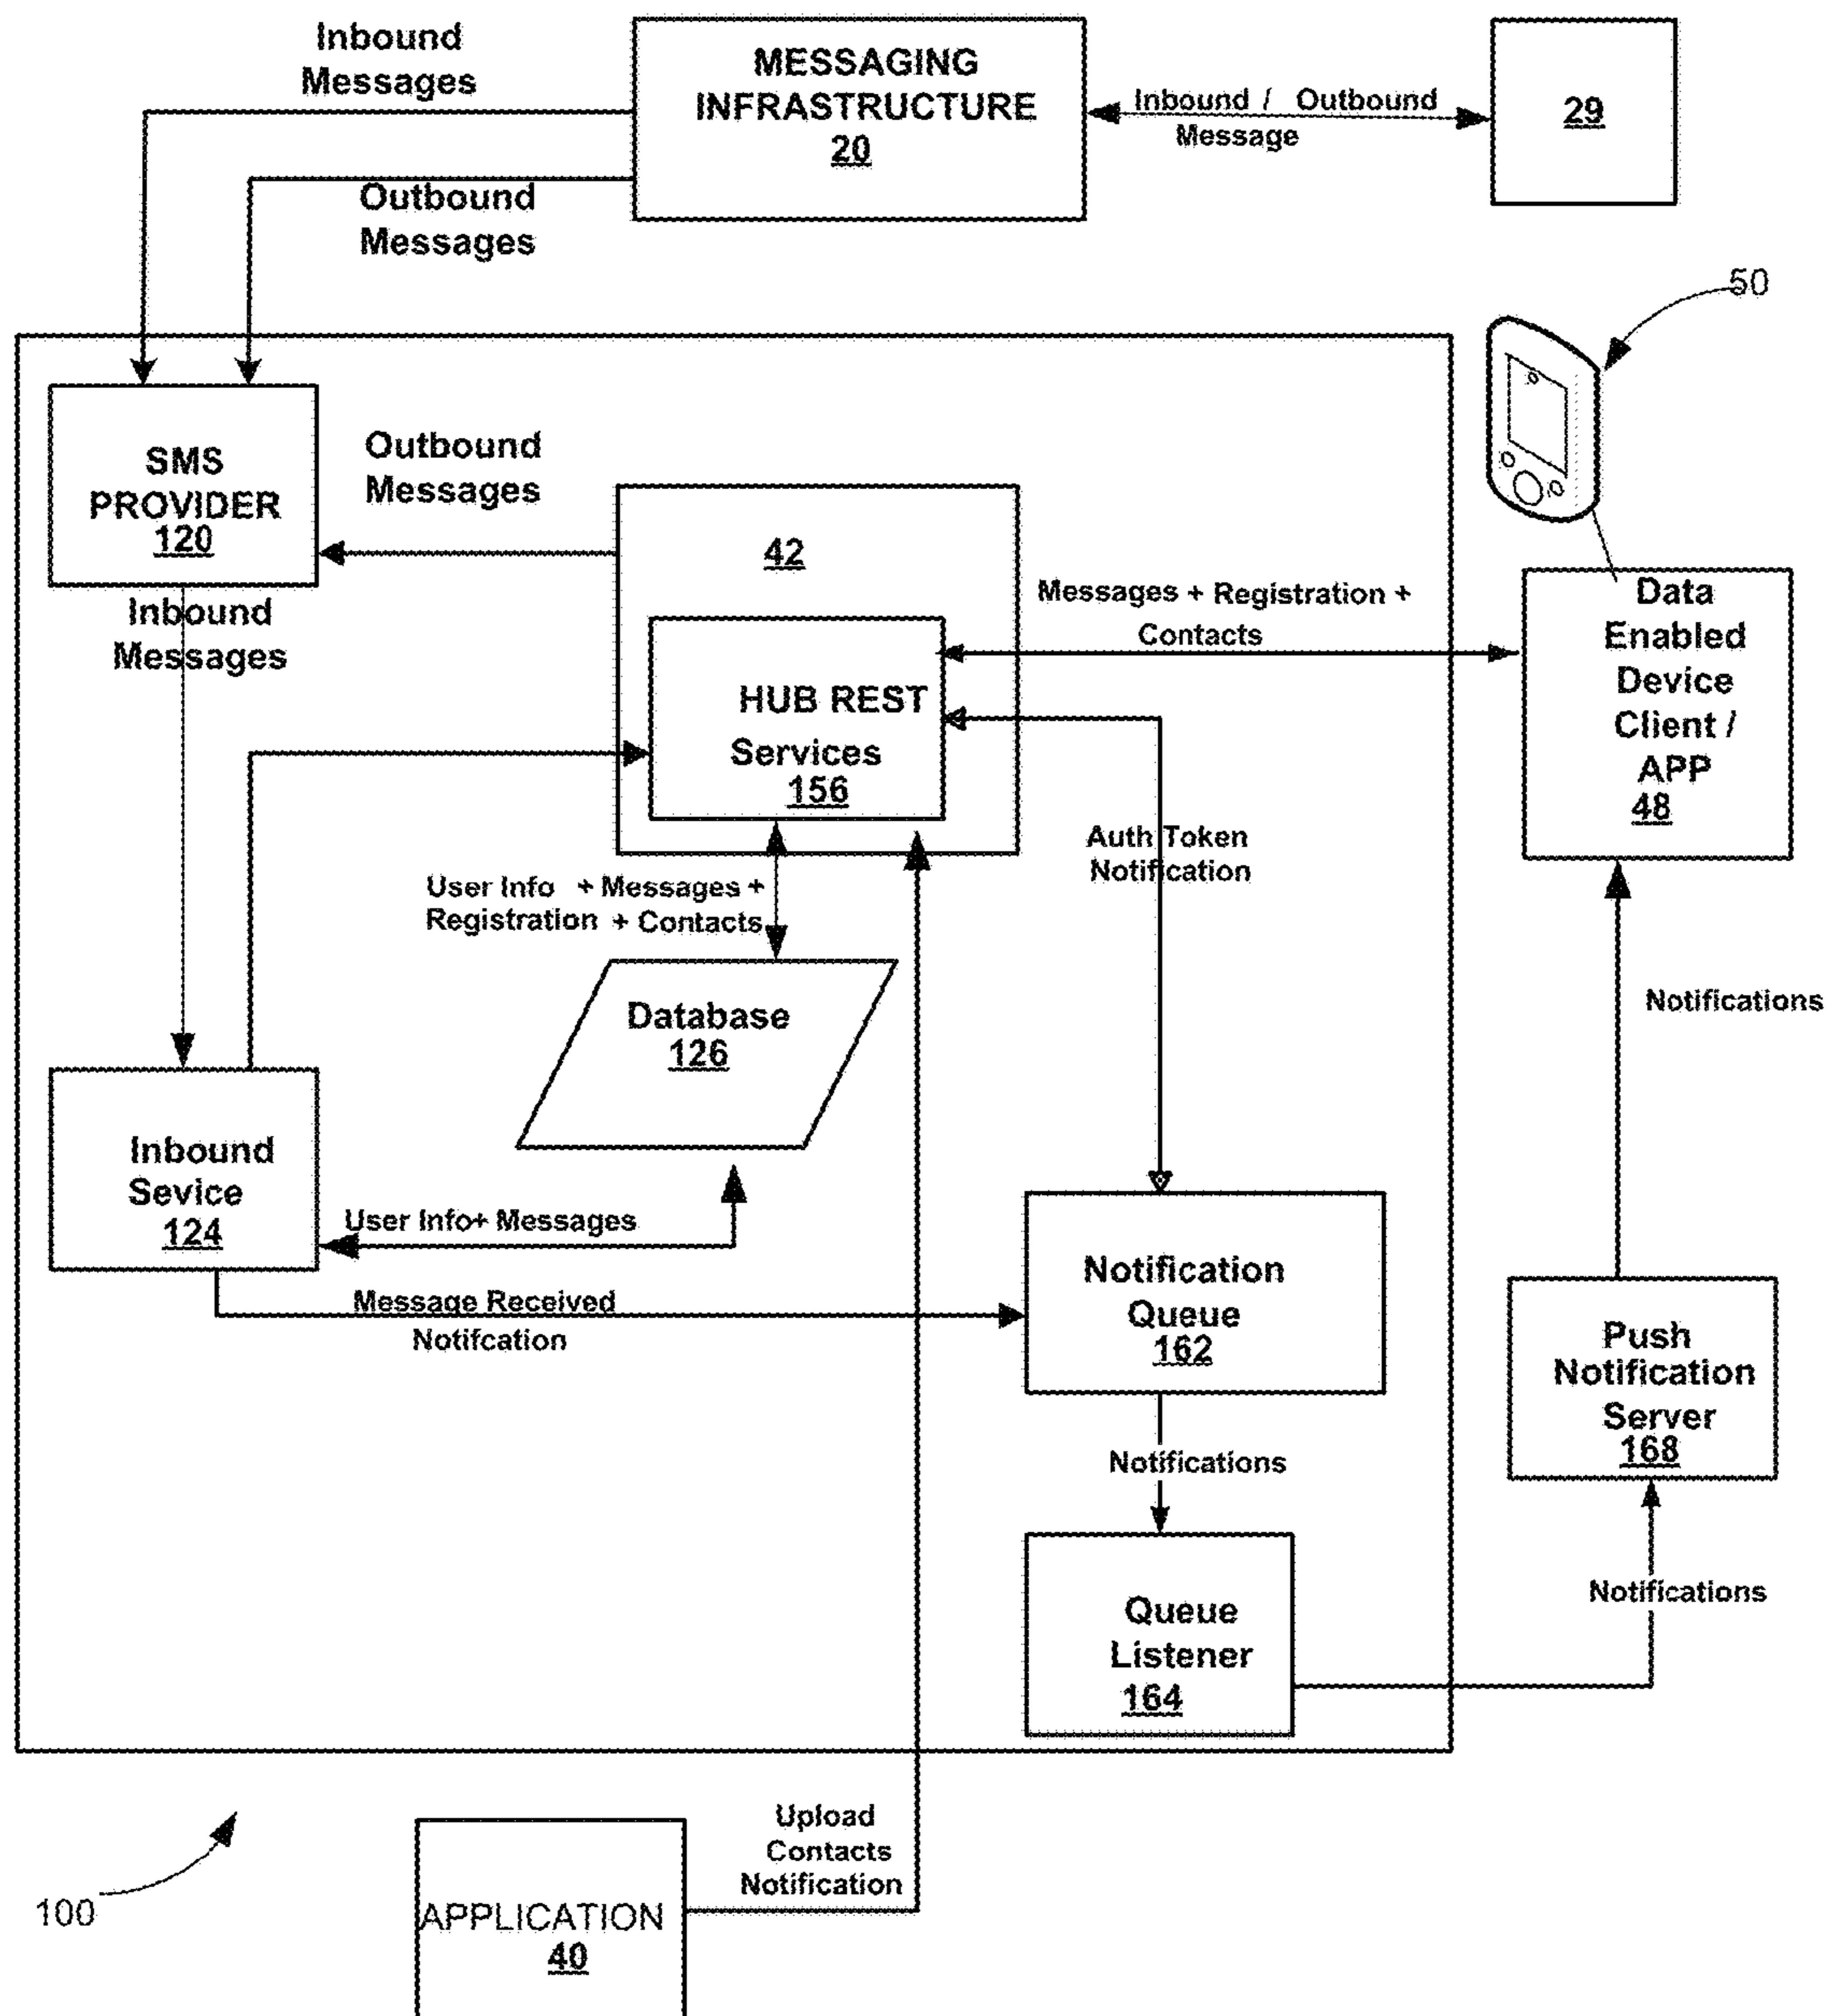 Inbound
Messages
MESSAGING
INFRASTRUCTURE
20
Inbound / Outbound
Message
29
Outbound
Messages
50
SMS
PROVIDER
120
Outbound
Messages
42
Inbound
Messages
Messages + Registration +
Contacts
Data
Enabled
Device
Client /
APP
48
HUB REST
Services
156
Auth Token
Notification
User Info + Messages +
Registration + Contacts
Database
126
Notifications
Inbound
Sevice
124
User Info+ Messages
Message Received
Notifcation
Notification
Queue
162
Push
Notification
Server
168
Notifications
Queue
Listener
164
Notifications
Upload
Contacts
Notification
100
APPLICATION
40